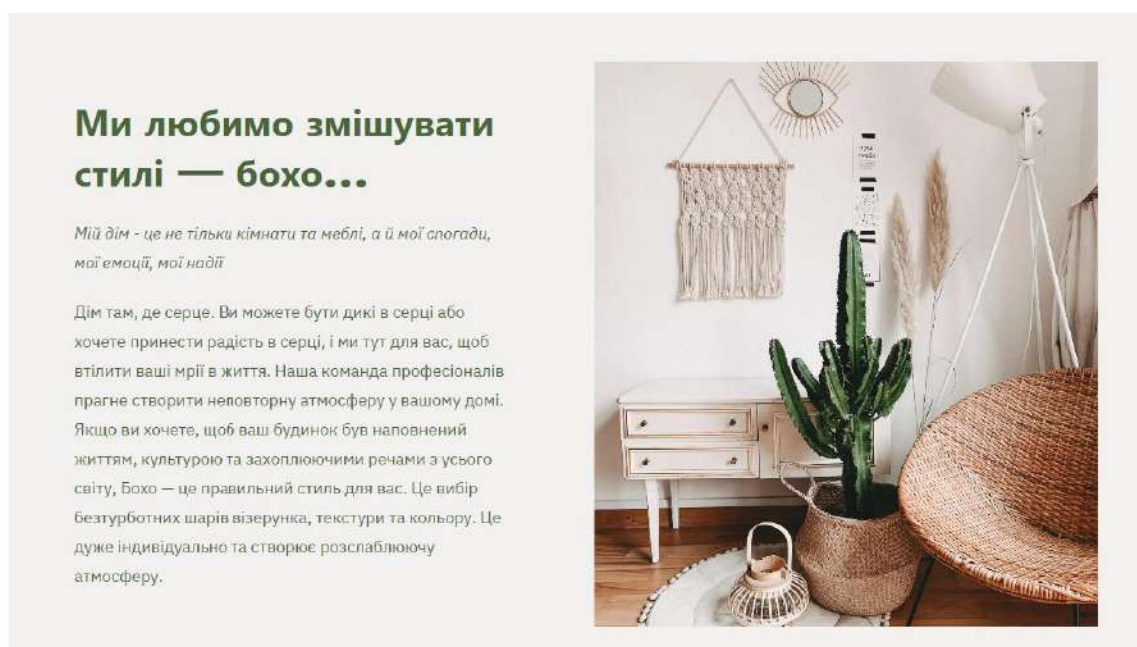 Ми любимо змішувати
стилі — бохо...
Мій дім - це не тільки кімнати та меблі, а й мої спогади,
мої емоції, мої надії
Дім там, де серце. Ви можете бути дикі в серці або
хочете принести радість в серці, і ми тут для вас, щоб
втілити ваші мрії в життя. Наша команда професіоналів
прагне створити неповторну атмосферу у вашому домі.
Якщо ви хочете, щоб ваш будинок був наповнений
життям, культурою та захоплюючими речами з усього
світу, Бохо — це правильний стиль для вас. Це вибір
безтурботних шарів візерунка, текстури та кольору. Це
дуже індивідуально та створює розслаблюючу
атмосферу.